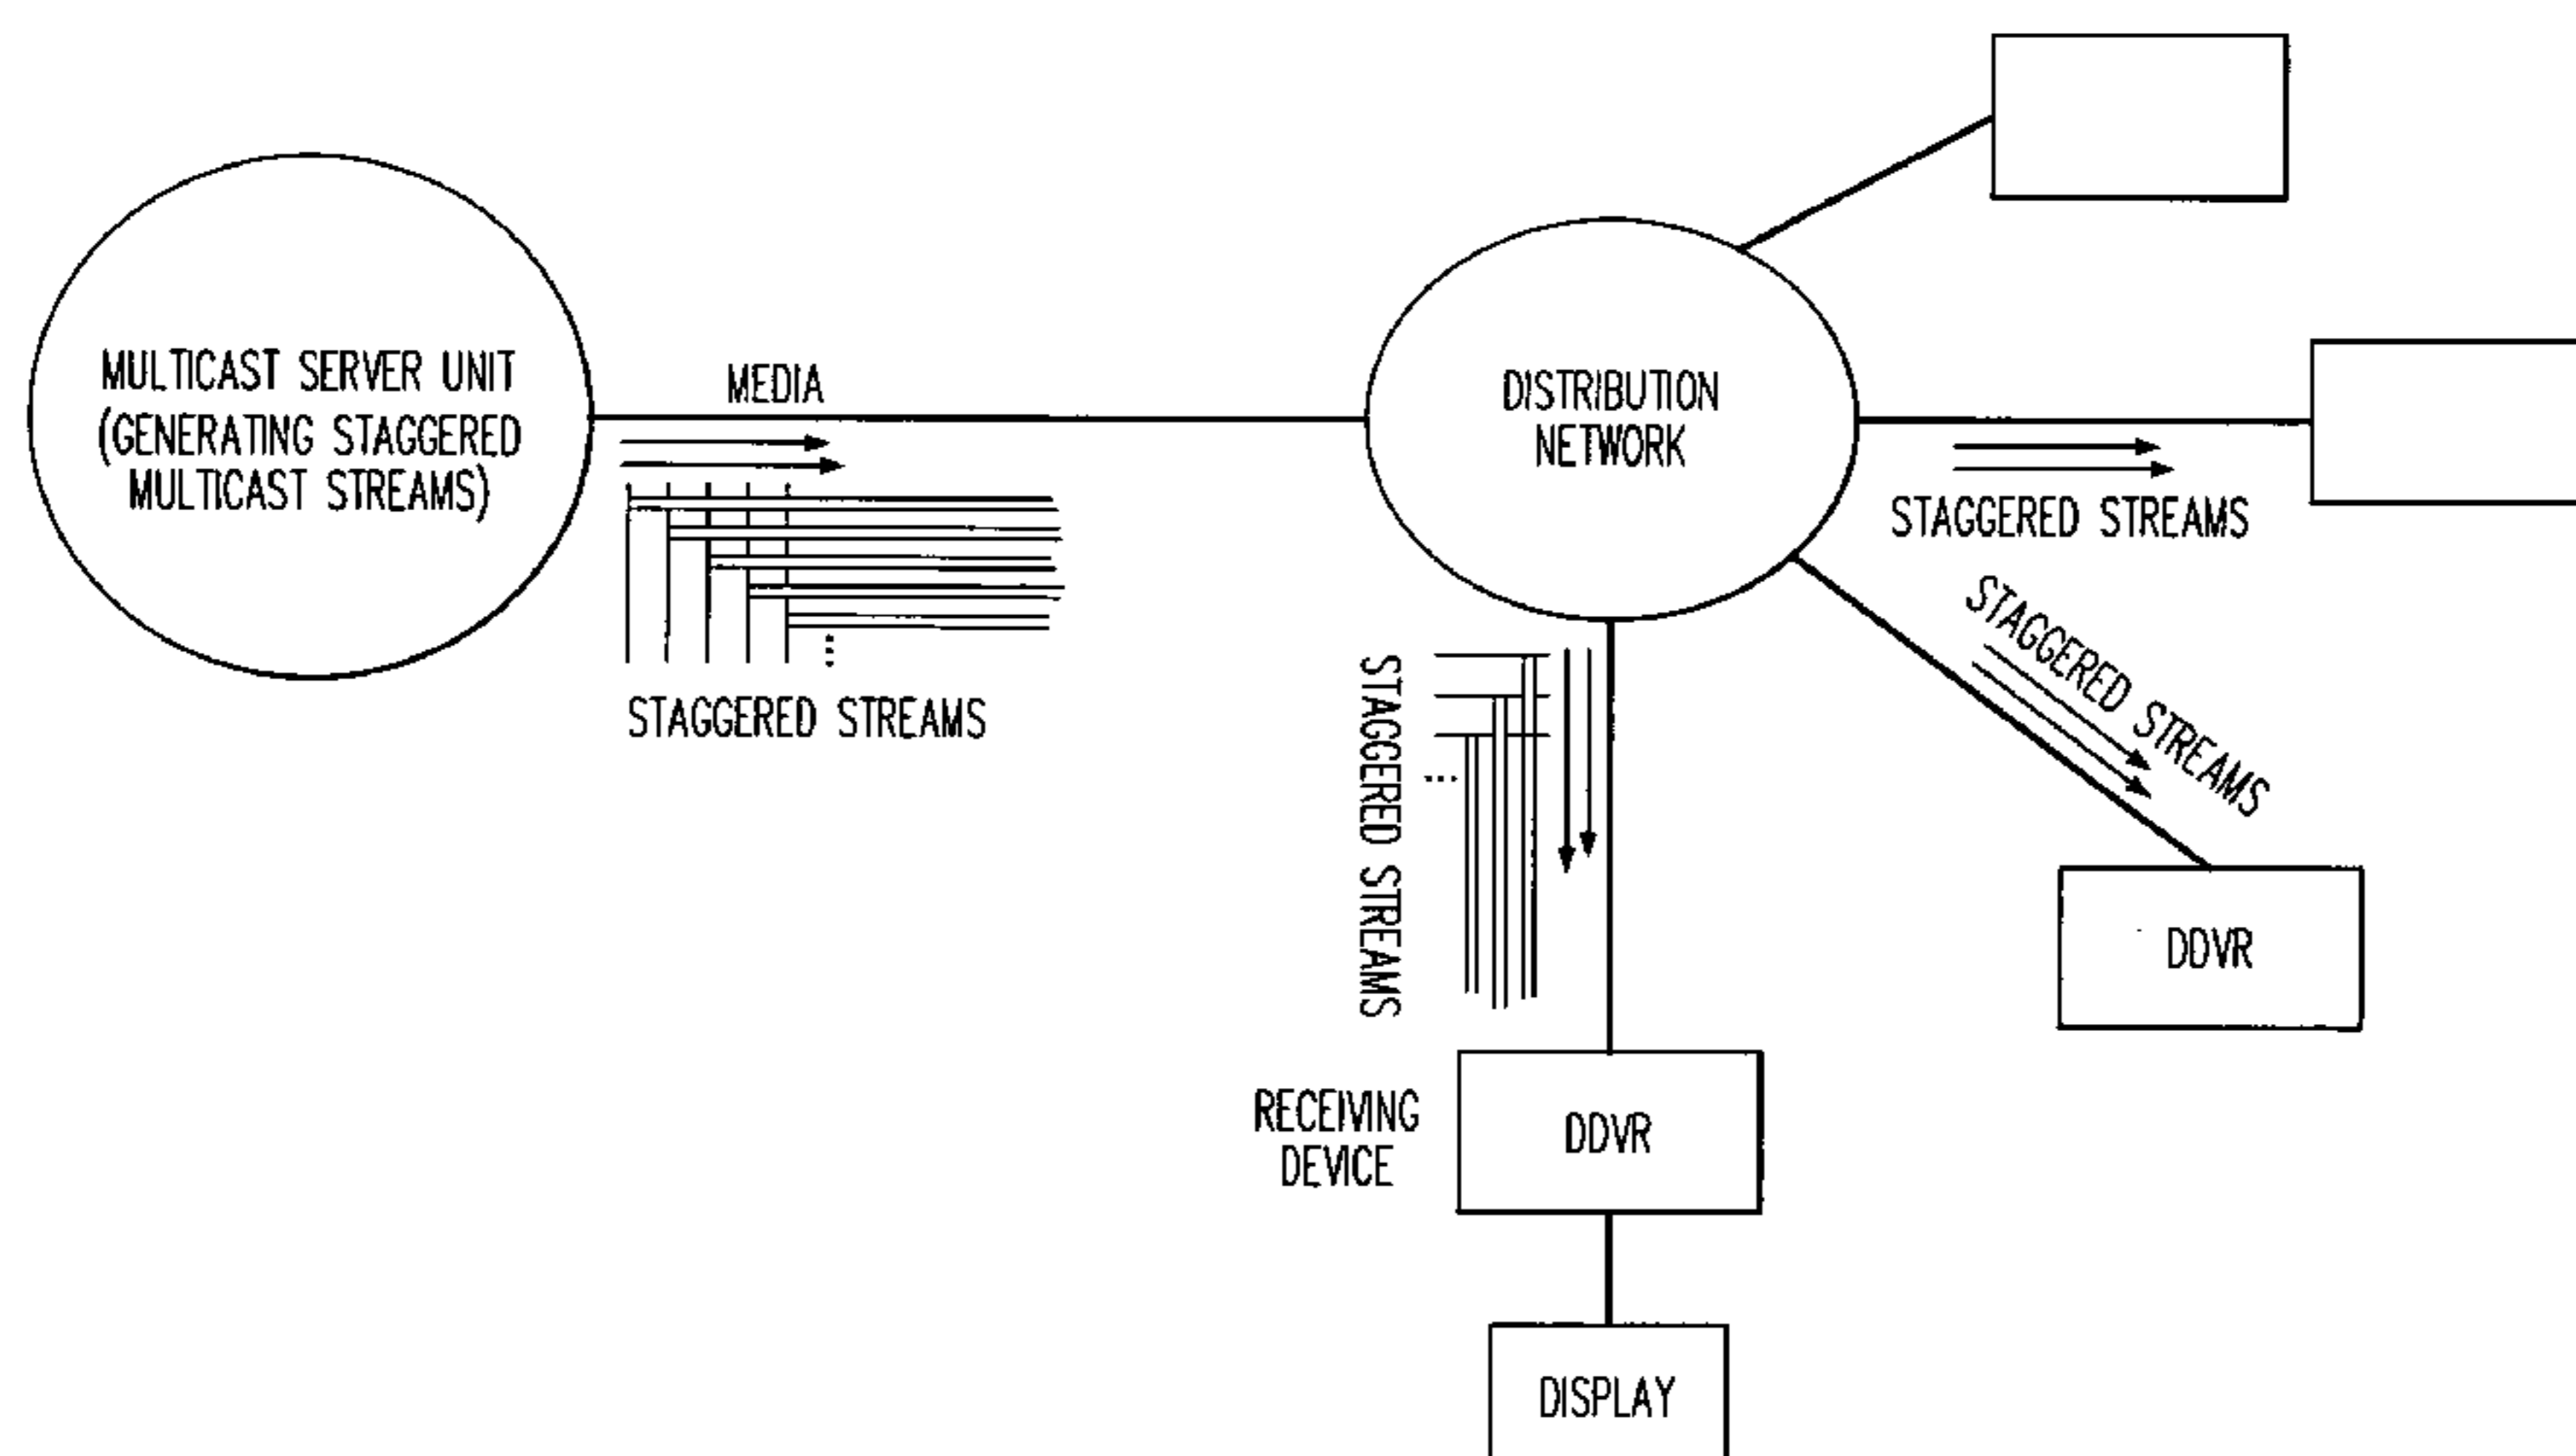 MULTICAST SERVER UNIT
(GENERATING STAGGERED
MULTICAST STREAMS)
MEDIA
STAGGERED STREAMS
DISTRIBUTION
NETWORK
STAGGERED STREAMS
STAGGERED STREAMS
STAGGERED STREAMS
DDVR
RECEIVING
DEVICE
DDVR
DISPLAY